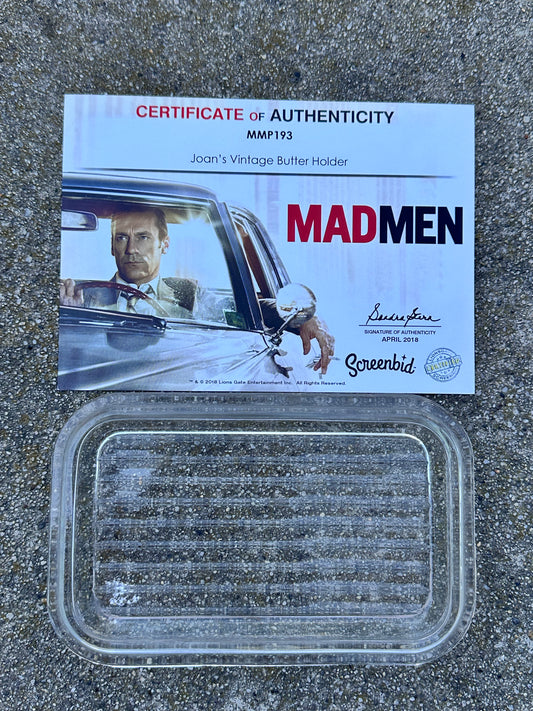 CERTIFICATE OF AUTHENTICITY
MMP193
Joan's Vintage Butter Holder
MADMEN
SIGNATURE OF AUTHENTICITY
APRIL 2018
Screenbid
™ & © 2018 Lions Gate Entertainment Inc. All Rights Reserved.